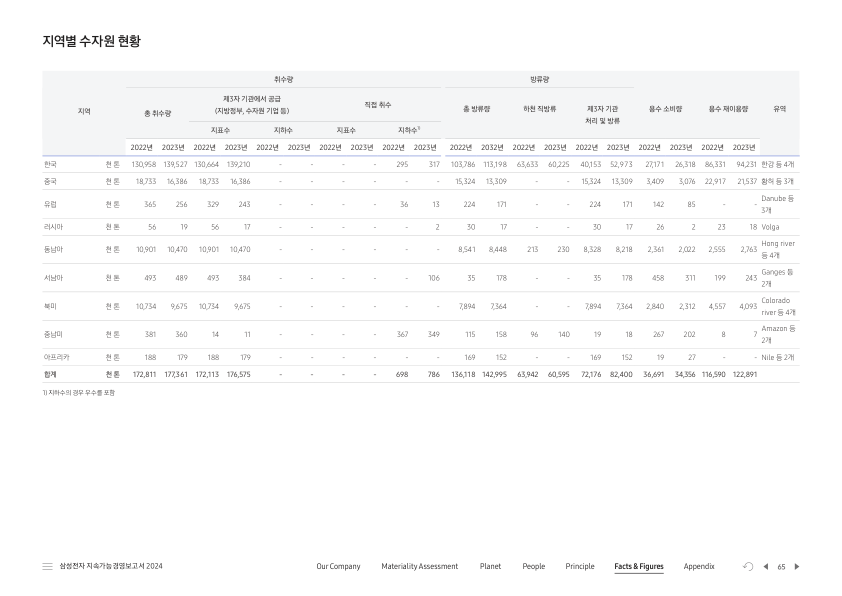 지역별 수자원 현황
취수량 방류량
지역 총 취수량 제3자 기관에서 공급 (지방정부, 수자원 기업 등) 직접 취수 총 방류량 하천 직방류 제3자 기관 처리 및 방류 용수 소비량 용수 재이용량 유역
지표수 지하수 지표수 지하수1)
2022년 2023년 2022년 2023년 2022년 2023년 2022년 2023년 2022년 2023년 2022년 2032년 2022년 2023년 2022년 2023년 2022년 2023년 2022년 2023년
한국 천 톤 130,958 139,527 130,664 139,210 - - - - 295 317 103,786 113,198 63,633 60,225 40,153 52,973 27,171 26,318 86,331 94,231 한강 등 4개
중국 천 톤 18,733 16,386 18,733 16,386 - - - - - - 15,324 13,309 - - 15,324 13,309 3,409 3,076 22,917 21,537 황허 등 3개
유럽 천 톤 365 256 329 243 - - - - 36 13 224 171 - - 224 171 142 85 - - Danube 등 3개
러시아 천 톤 56 19 56 17 - - - - - 2 30 17 - - 30 17 26 2 23 18 Volga
동남아 천 톤 10,901 10,470 10,901 10,470 - - - - - - 8,541 8,448 213 230 8,328 8,218 2,361 2,022 2,555 2,763 Hong river 등 4개
서남아 천 톤 493 489 493 384 - - - - - 106 35 178 - - 35 178 458 311 199 243 Ganges 등 2개
북미 천 톤 10,734 9,675 10,734 9,675 - - - - - - 7,894 7,364 - - 7,894 7,364 2,840 2,312 4,557 4,093 Colorado river 등 4개
중남미 천 톤 381 360 14 11 - - - - 367 349 115 158 96 140 19 18 267 202 8 7 Amazon 등 2개
아프리카 천 톤 188 179 188 179 - - - - - - 169 152 - - 169 152 19 27 - - Nile 등 2개
합계 천 톤 172,811 177,361 172,113 176,575 - - - - 698 786 136,118 142,995 63,942 60,595 72,176 82,400 36,691 34,356 116,590 122,891
1) 지하수의 경우 우수를 포함
삼성전자 지속가능경영보고서 2024 Our Company Materiality Assessment Planet People Principle Facts & Figures Appendix 65